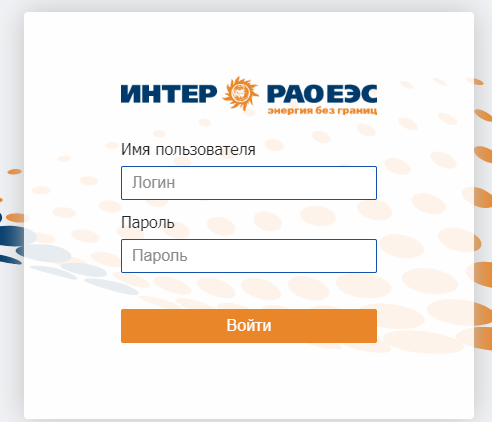 ИНТЕР РАО ЕЭС
энергия без границ
Имя пользователя
Логин
Пароль
Пароль
Войти